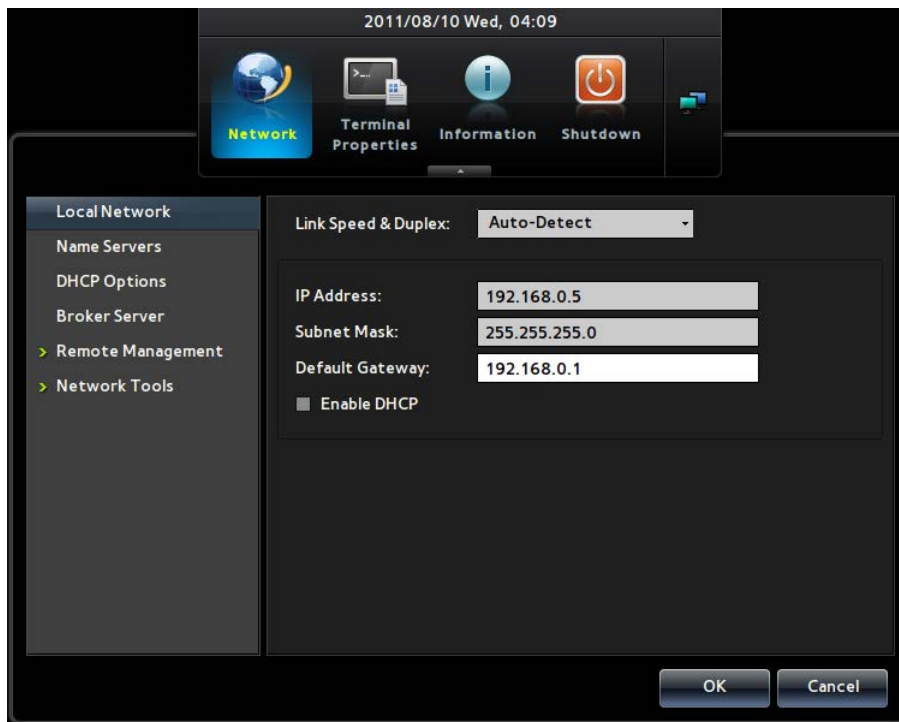 2011/08/10 Wed, 04:09
Network
Terminal Properties
Information
Shutdown
Local Network
Name Servers
DHCP Options
Broker Server
> Remote Management
> Network Tools
Link Speed & Duplex: Auto-Detect
IP Address: 192.168.0.5
Subnet Mask: 255.255.255.0
Default Gateway: 192.168.0.1
Enable DHCP
OK
Cancel